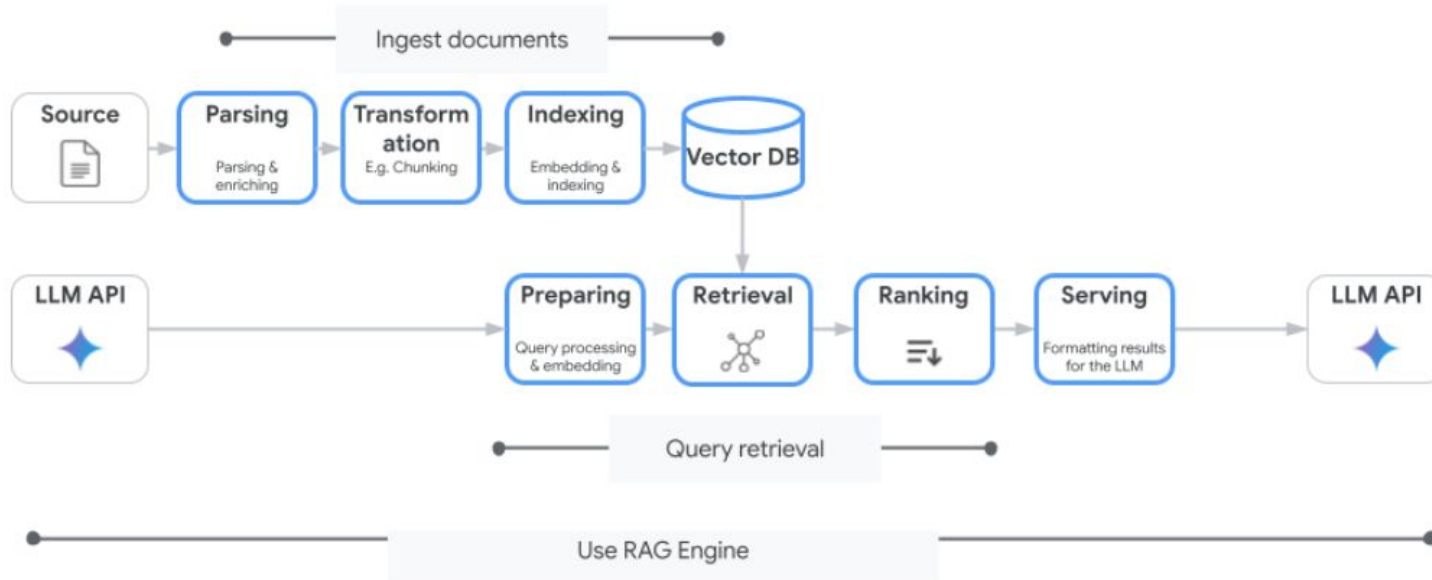 Ingest documents
Source
Parsing
Parsing &
enriching
Transform
ation
E.g. Chunking
Indexing
Embedding &
indexing
Vector DB
LLM API
Preparing
Query processing
& embedding
Retrieval
Ranking
Serving
Formatting results
for the LLM
LLM API
Query retrieval
Use RAG Engine